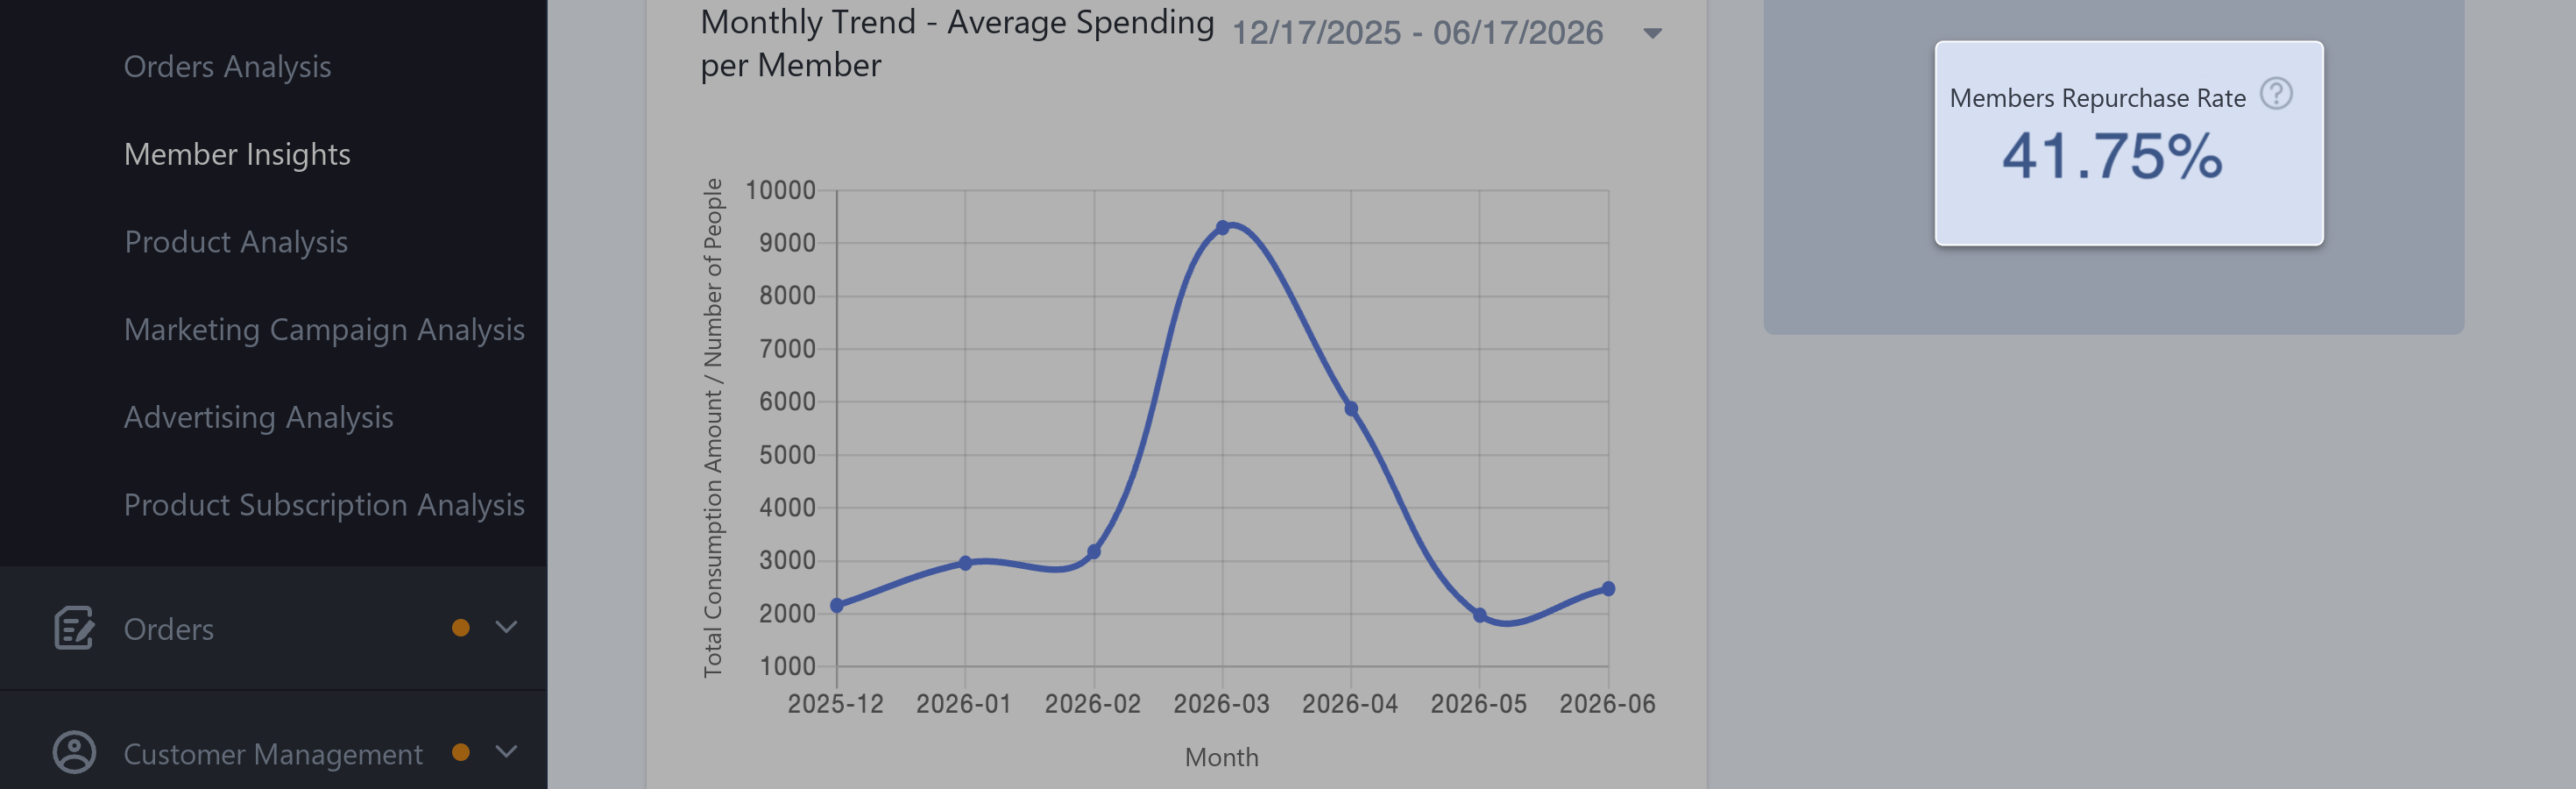 Orders Analysis
Member Insights
Product Analysis
Marketing Campaign Analysis
Advertising Analysis
Product Subscription Analysis
Orders
Customer Management
Monthly Trend - Average Spending
per Member
12/17/2025 - 06/17/2026
Total Consumption Amount / Number of People
10000
9000
8000
7000
6000
5000
4000
3000
2000
1000
2025-12 2026-01 2026-02 2026-03 2026-04 2026-05 2026-06
Month
Members Repurchase Rate ?
41.75%